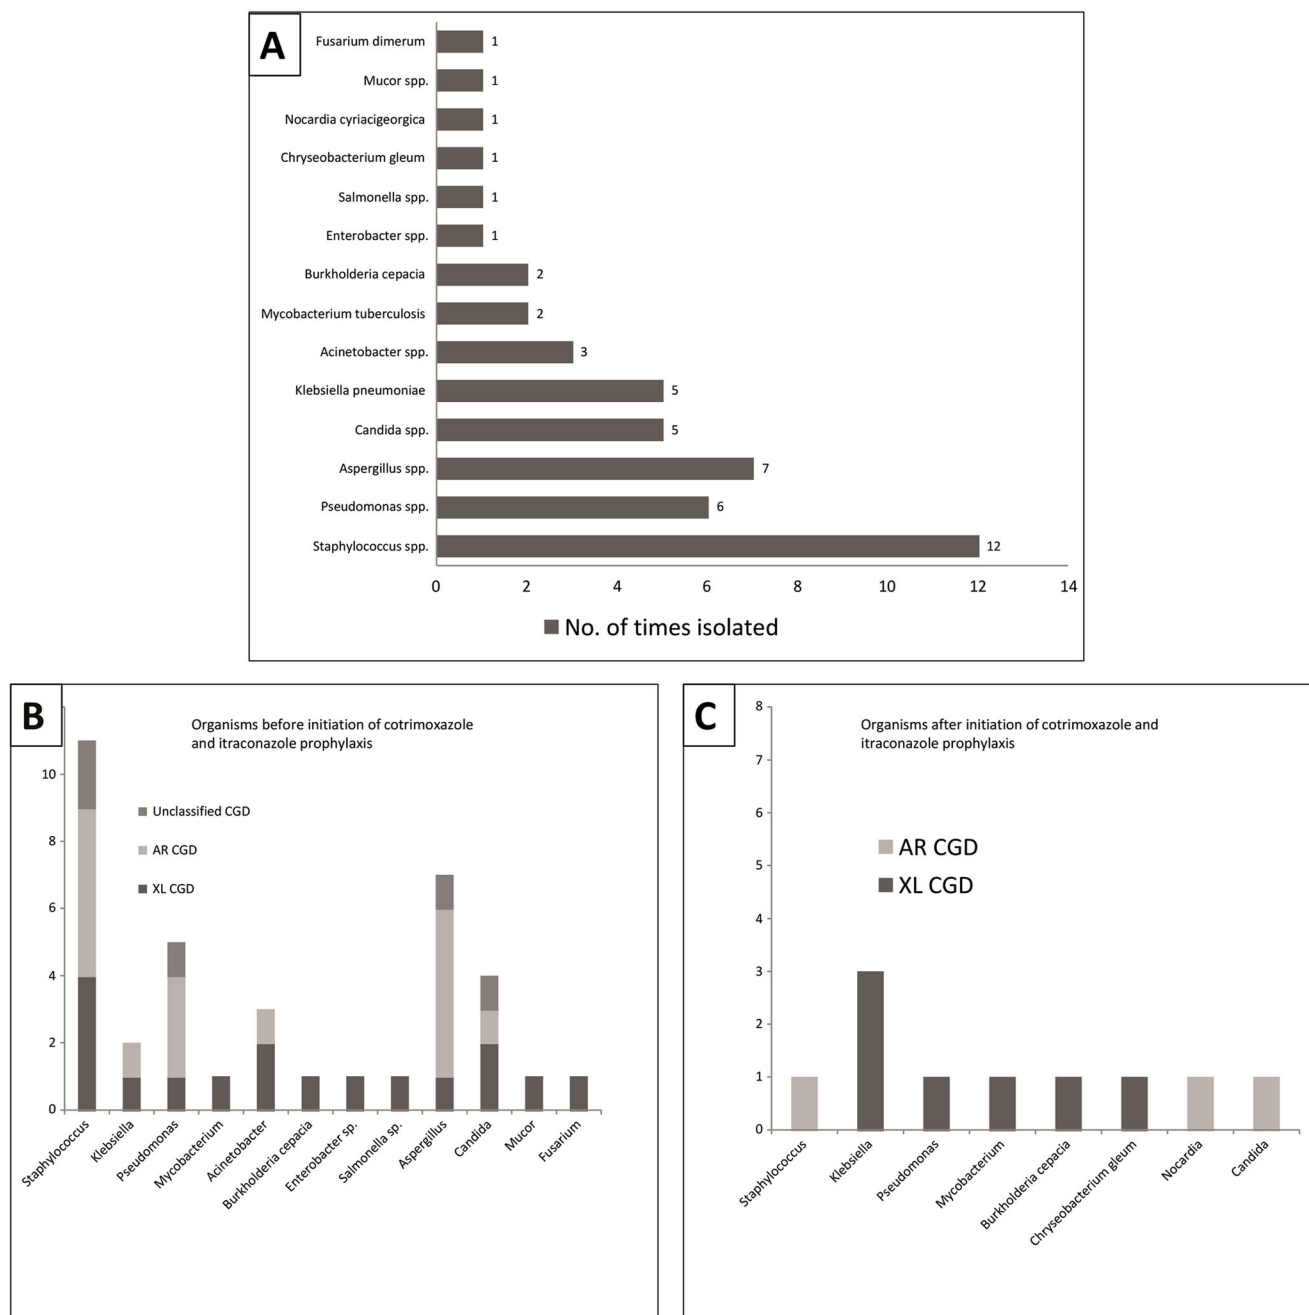 A
Fusarium dimerum 1
Mucor spp. 1
Nocardia cyriacigeorgica 1
Chryseobacterium gleum 1
Salmonella spp. 1
Enterobacter spp. 1
Burkholderia cepacia 2
Mycobacterium tuberculosis 2
Acinetobacter spp. 3
Klebsiella pneumoniae 5
Candida spp. 5
Aspergillus spp. 7
Pseudomonas spp. 6
Staphylococcus spp. 12
0 2 4 6 8 10 12 14
No. of times isolated
B
Organisms before initiation of cotrimoxazole
and itraconazole prophylaxis
10
8
6
4
2
0
Unclassified CGD
AR CGD
XL CGD
Staphylococcus
Klebsiella
Pseudomonas
Mycobacterium
Acinetobacter
Burkholderia cepacia
Enterobacter sp.
Salmonella sp.
Aspergillus
Candida
Mucor
Fusarium
C
Organisms after initiation of cotrimoxazole and
itraconazole prophylaxis
8
7
6
5
4
3
2
1
0
AR CGD
XL CGD
Staphylococcus
Klebsiella
Pseudomonas
Mycobacterium
Burkholderia cepacia
Chryseobacterium gleum
Nocardia
Candida